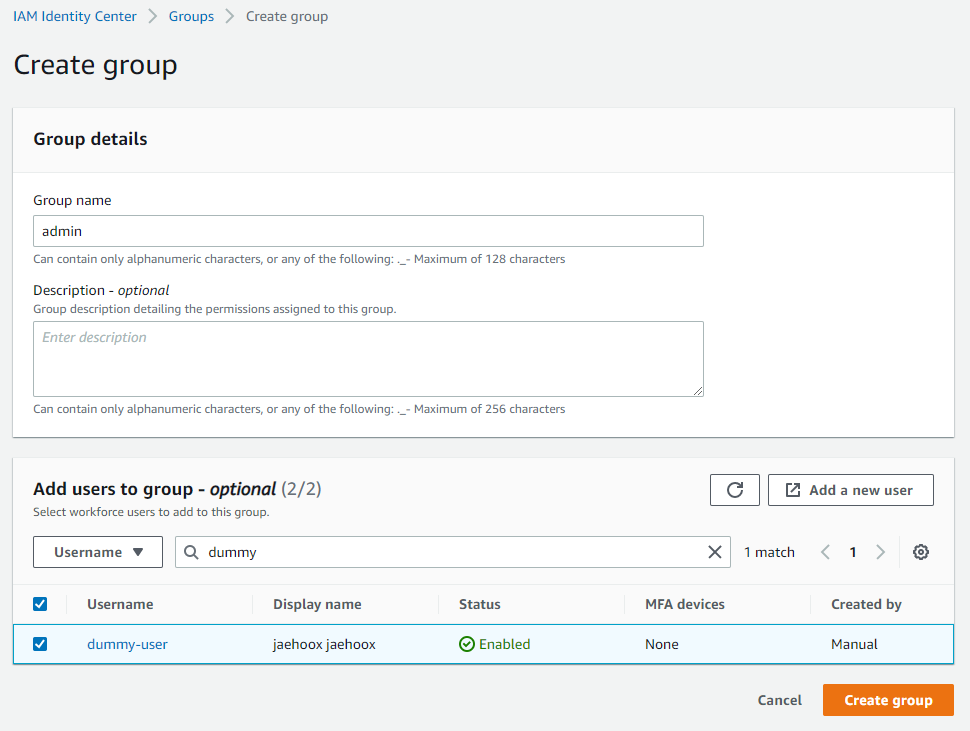 IAM Identity Center > Groups > Create group
Create group
Group details
Group name
admin
Can contain only alphanumeric characters, or any of the following: ._- Maximum of 128 characters
Description - optional
Group description detailing the permissions assigned to this group.
Enter description
Can contain only alphanumeric characters, or any of the following: ._- Maximum of 256 characters
Add users to group - optional (2/2)
Add a new user
Select workforce users to add to this group.
Username dummy 1 match 1
Username Display name Status MFA devices Created by
dummy-user jaehoox jaehoox Enabled None Manual
Cancel Create group